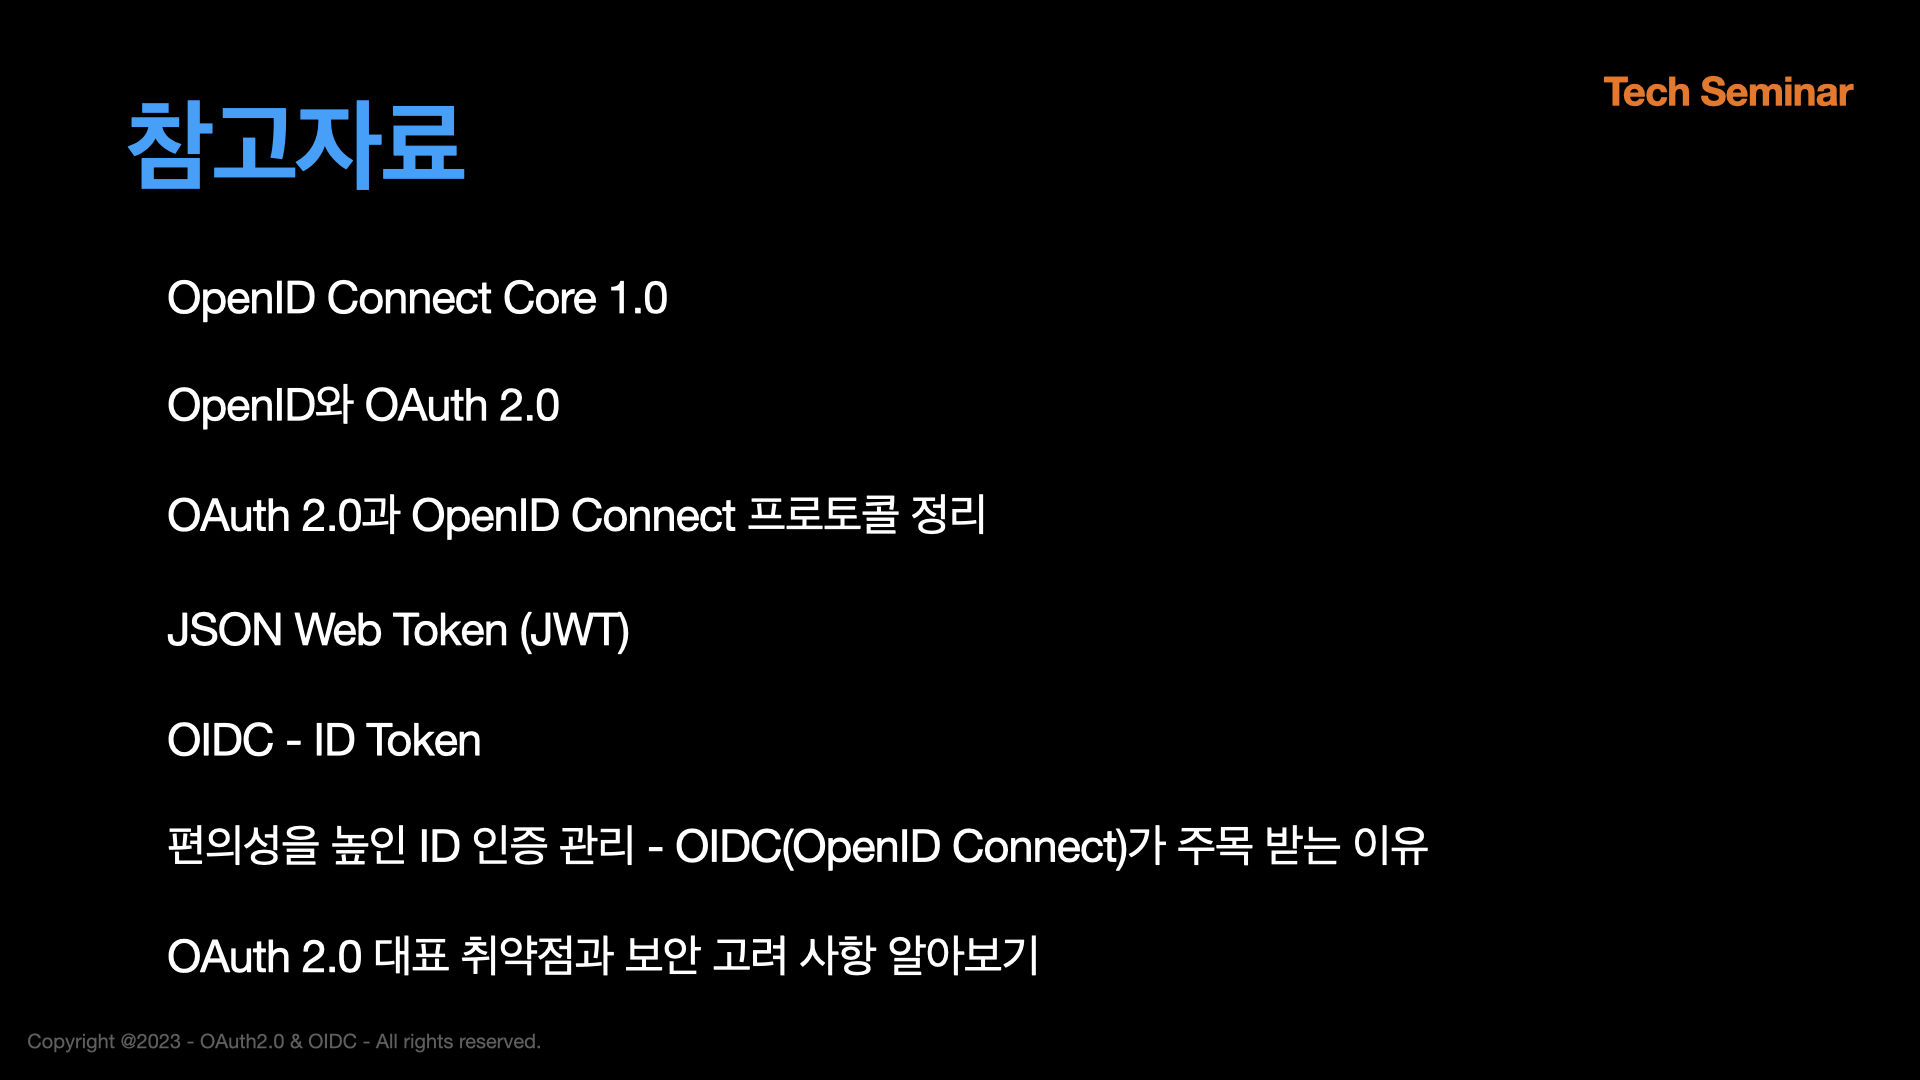 Tech Seminar
참고자료
OpenID Connect Core 1.0
OpenID와 OAuth 2.0
OAuth 2.0과 OpenID Connect 프로토콜 정리
JSON Web Token (JWT)
OIDC - ID Token
편의성을 높인 ID 인증 관리 - OIDC(OpenID Connect)가 주목 받는 이유
OAuth 2.0 대표 취약점과 보안 고려 사항 알아보기
Copyright @2023 - OAuth2.0 & OIDC - All rights reserved.